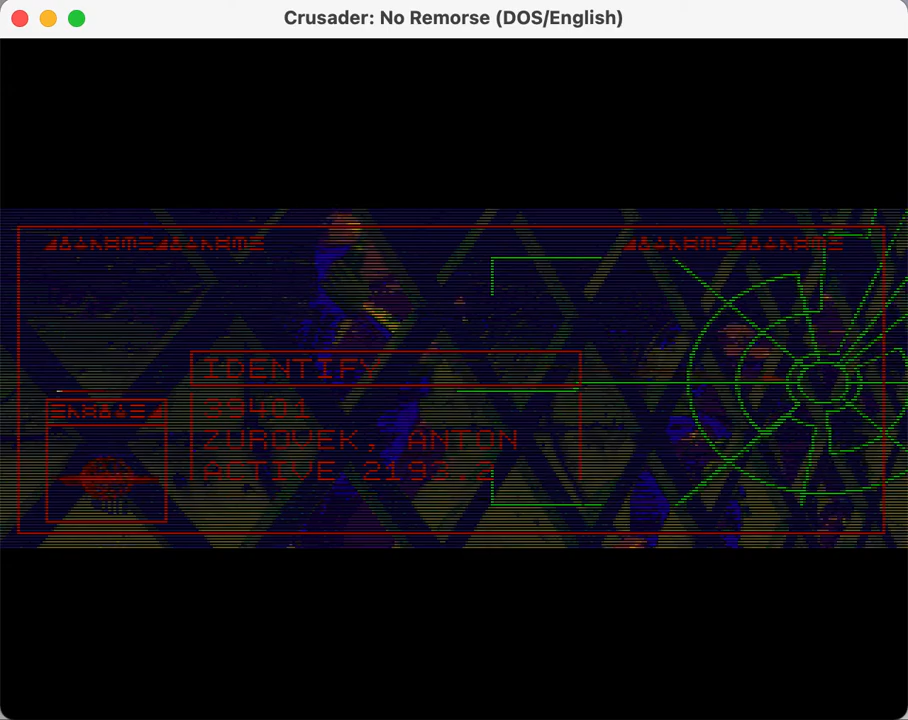 Crusader: No Remorse (DOS/English)
IDENTIFY
39401
ZUROVEK, ANTON
ACTIVE 2193.2